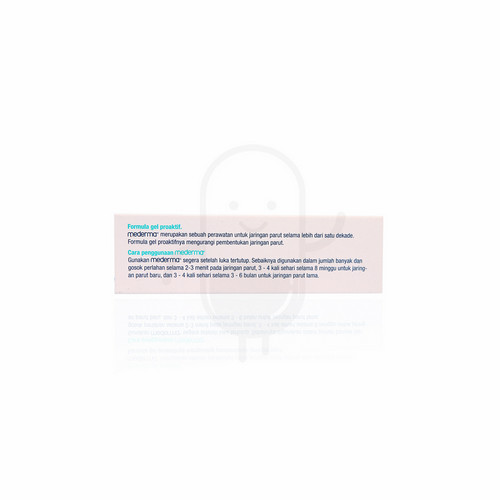 Formula gel proaktif.
mederma® merupakan sebuah perawatan untuk jaringan parut selama lebih dari satu dekade.
Formula gel proaktifnya mengurangi pembentukan jaringan parut.
Cara penggunaan mederma®
Gunakan mederma® segera setelah luka tertutup. Sebaiknya digunakan dalam jumlah banyak dan
gosok perlahan selama 2-3 menit pada jaringan parut, 3 - 4 kali sehari selama 8 minggu untuk jaring-
an parut baru, dan 3 - 4 kali sehari selama 3 - 6 bulan untuk jaringan parut lama.